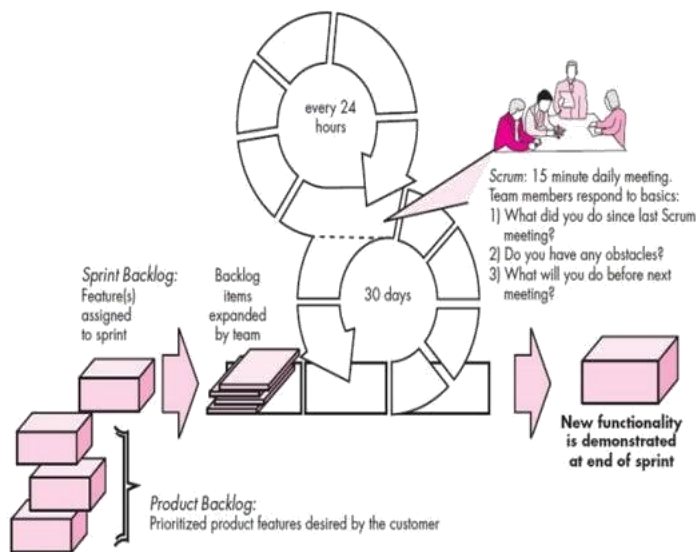 every 24
hours
Scrum: 15 minute daily meeting.
Team members respond to basics:
1) What did you do since last Scrum
meeting?
2) Do you have any obstacles?
3) What will you do before next
meeting?
Sprint Backlog:
Feature(s)
assigned
to sprint
Backlog
items
expanded
by team
30 days
New functionality
is demonstrated
at end of sprint
Product Backlog:
Prioritized product features desired by the customer